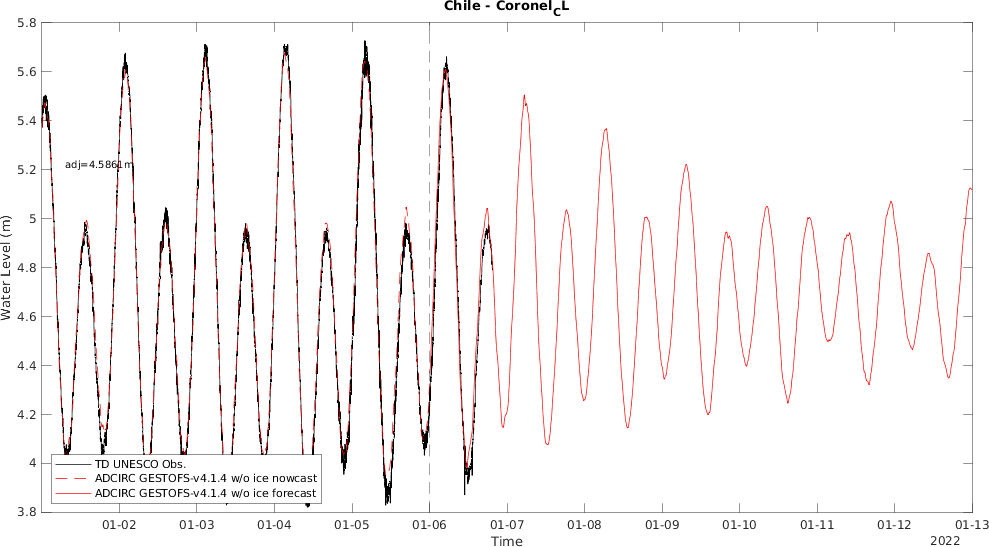 Chile - Coronel_CL
5.8
5.6
5.4
5.2
5
4.8
4.6
4.4
4.2
4
3.8
Water Level (m)
adj=4.5861m
TD UNESCO Obs.
ADCIRC GESTOFS-v4.1.4 w/o ice nowcast
ADCIRC GESTOFS-v4.1.4 w/o ice forecast
01-02 01-03 01-04 01-05 01-06 01-07 01-08 01-09 01-10 01-11 01-12 01-13
Time
2022